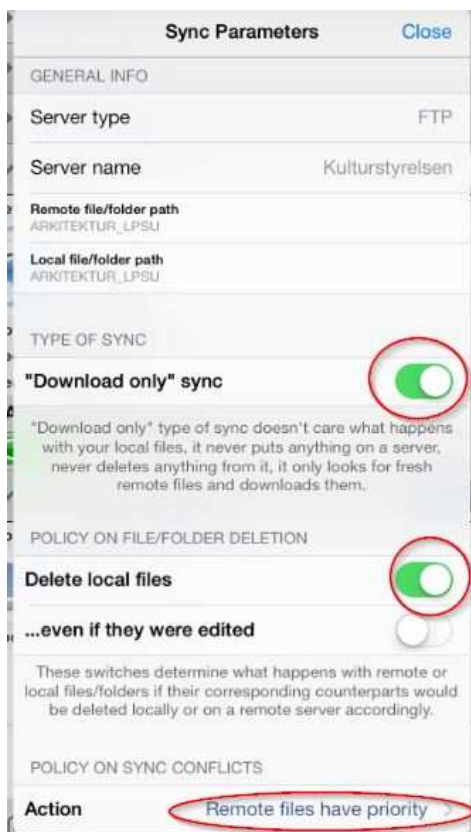 Sync Parameters Close
GENERAL INFO
Server type FTP
Server name Kulturstyrelsen
Remote file/folder path
ARKITEKTUR_LPSU
Local file/folder path
ARKITEKTUR_LPSU
TYPE OF SYNC
"Download only" sync
"Download only" type of sync doesn't care what happens
with your local files, it never puts anything on a server,
never deletes anything from it, it only looks for fresh
remote files and downloads them.
POLICY ON FILE/FOLDER DELETION
Delete local files
...even if they were edited
These switches determine what happens with remote or
local files/folders if their corresponding counterparts would
be deleted locally or on a remote server accordingly.
POLICY ON SYNC CONFLICTS
Action Remote files have priority